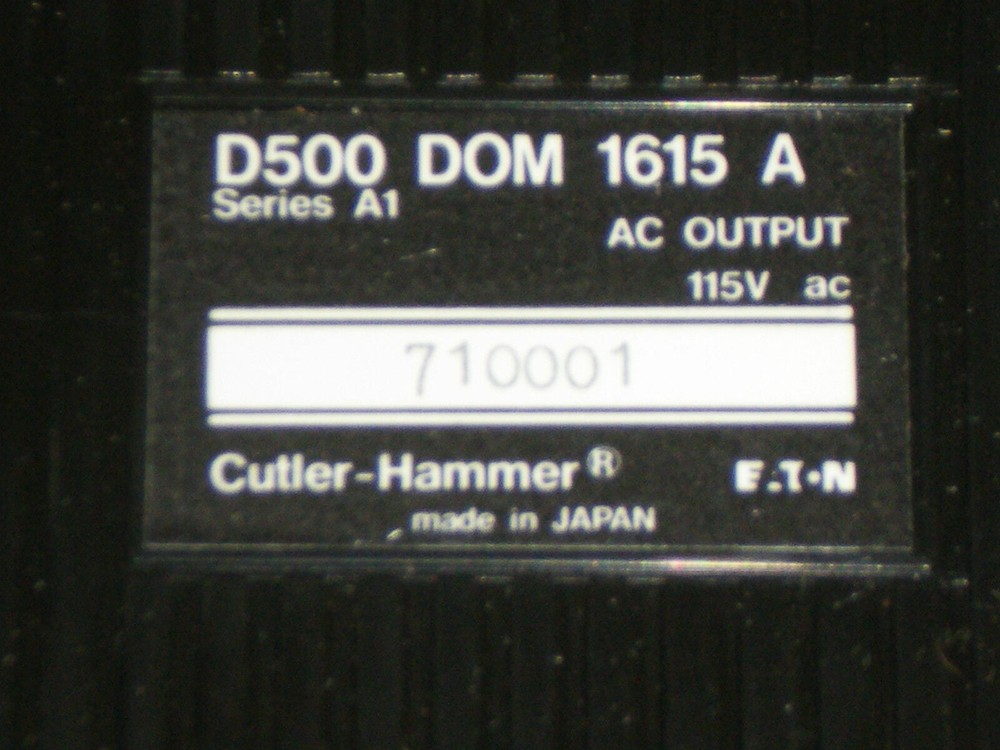 D500 DOM 1615 A
Series A1
AC OUTPUT
115V ac
710001
Cutler-Hammer® E.T•N
made in JAPAN